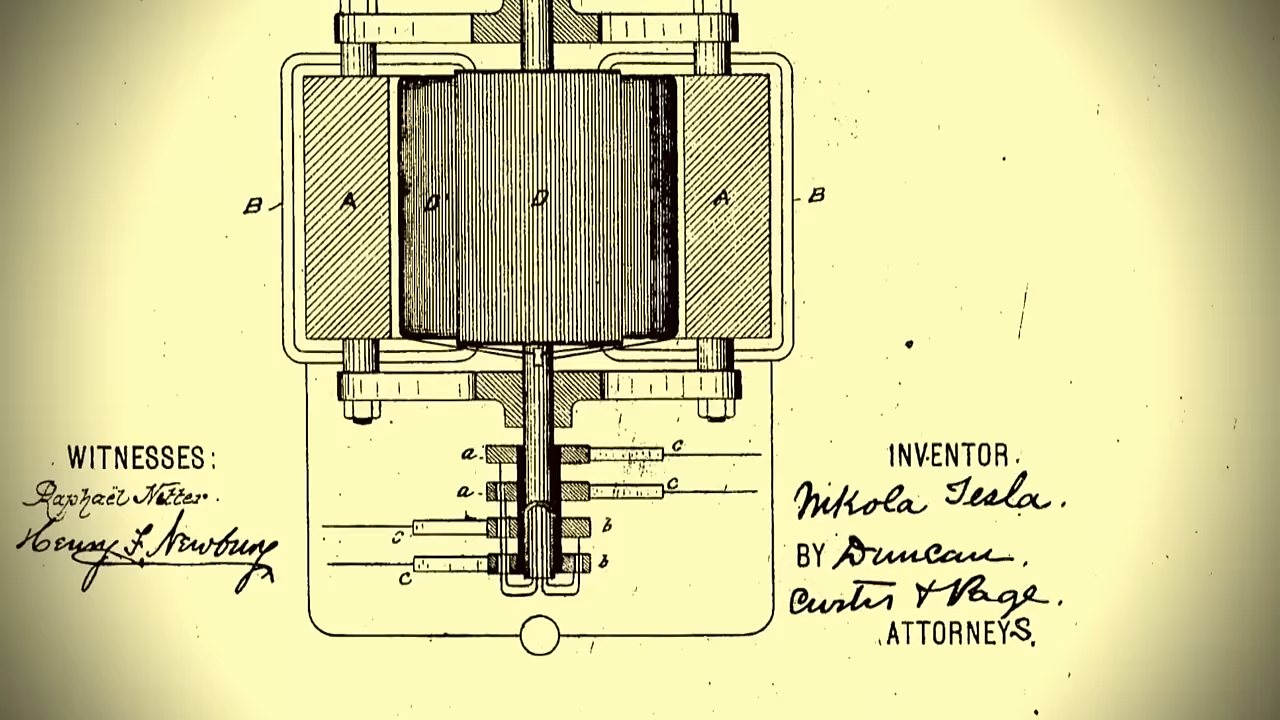 B A D' D A B
a c
a c
c b
c b
WITNESSES:
Raphaël Netter
Henry F. Newbury
INVENTOR.
Nikola Tesla.
BY Duncan,
Curtis & Page.
ATTORNEYS.